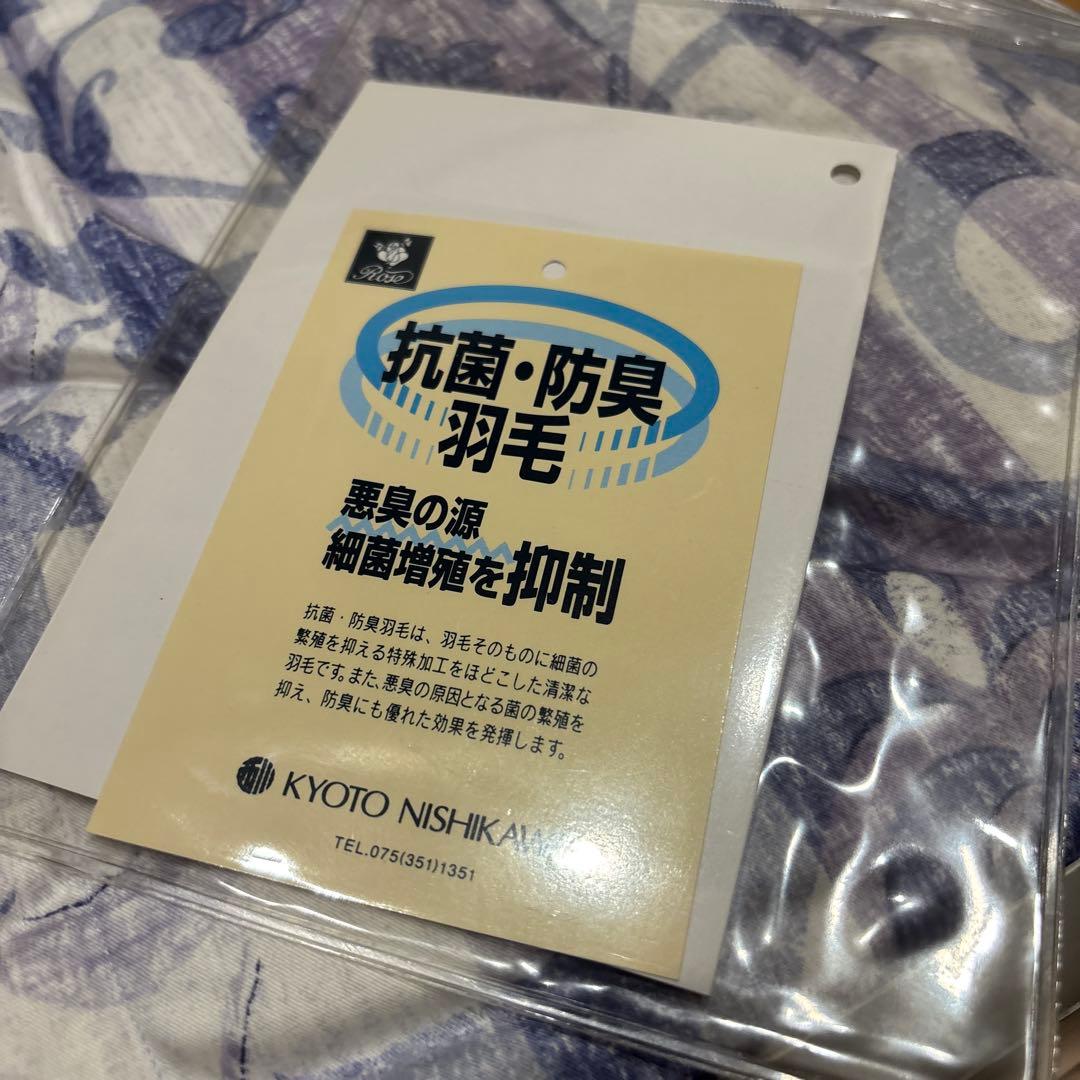 Rose
抗菌・防臭
羽毛
悪臭の源
細菌増殖を抑制
抗菌・防臭羽毛は、羽毛そのものに細菌の
繁殖を抑える特殊加工をほどこした清潔な
羽毛です。また、悪臭の原因となる菌の繁殖を
抑え、防臭にも優れた効果を発揮します。
KYOTO NISHIKAWA
TEL.075(351)1351